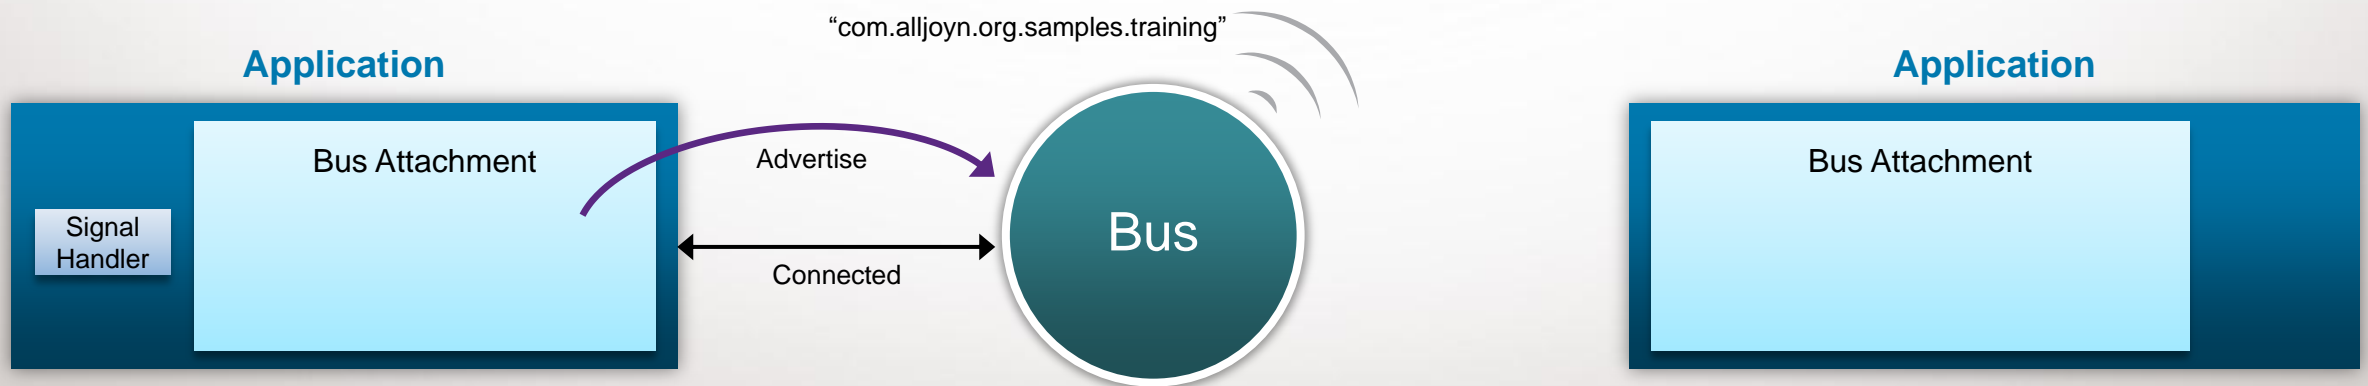 “com.alljoyn.org.samples.training”
Application
Application
Bus Attachment
Advertise
Bus Attachment
Signal
Handler
Bus
Connected